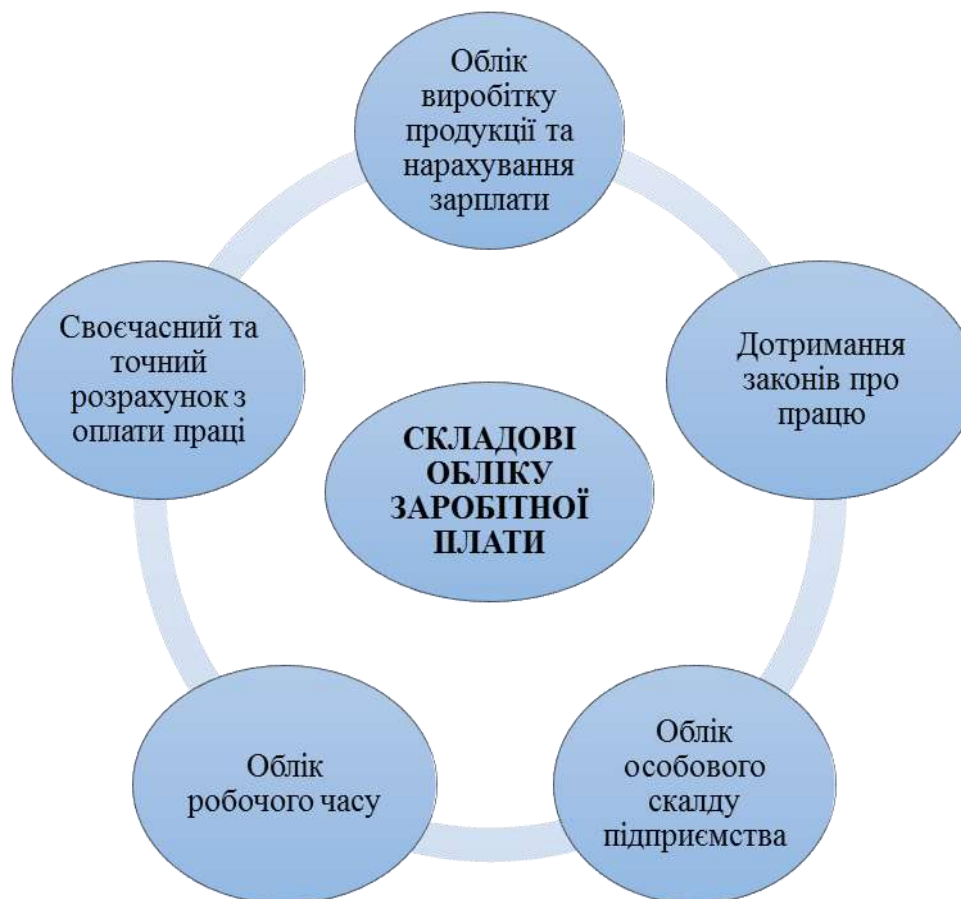 Облік
виробітку
продукції та
нарахування
зарплати
Своєчасний та
точний
розрахунок з
оплати праці
Дотримання
законів про
працю
СКЛАДОВІ
ОБЛІКУ
ЗАРОБІТНОЇ
ПЛАТИ
Облік
робочого часу
Облік
особового
скалду
підприємства